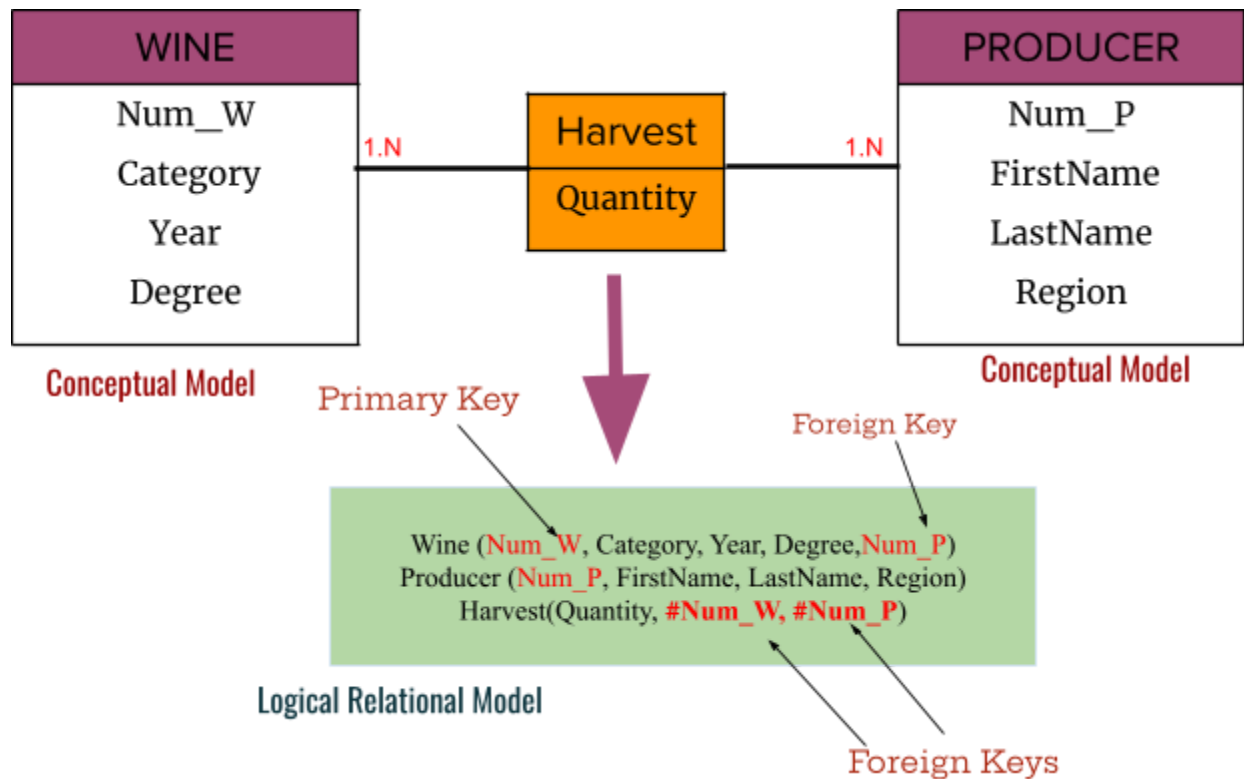 WINE
Num_W
Category
Year
Degree
1.N
Harvest
Quantity
1.N
PRODUCER
Num_P
FirstName
LastName
Region
Conceptual Model
Conceptual Model
Primary Key
Foreign Key
Wine (Num_W, Category, Year, Degree,Num_P)
Producer (Num_P, FirstName, LastName, Region)
Harvest(Quantity, #Num_W, #Num_P)
Logical Relational Model
Foreign Keys